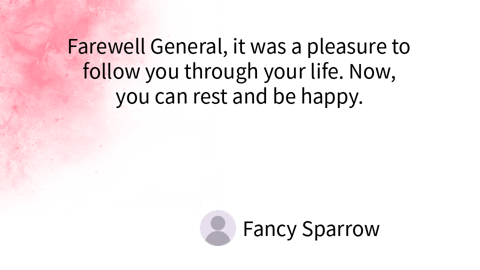 Farewell General, it was a pleasure to
follow you through your life. Now,
you can rest and be happy.
Fancy Sparrow